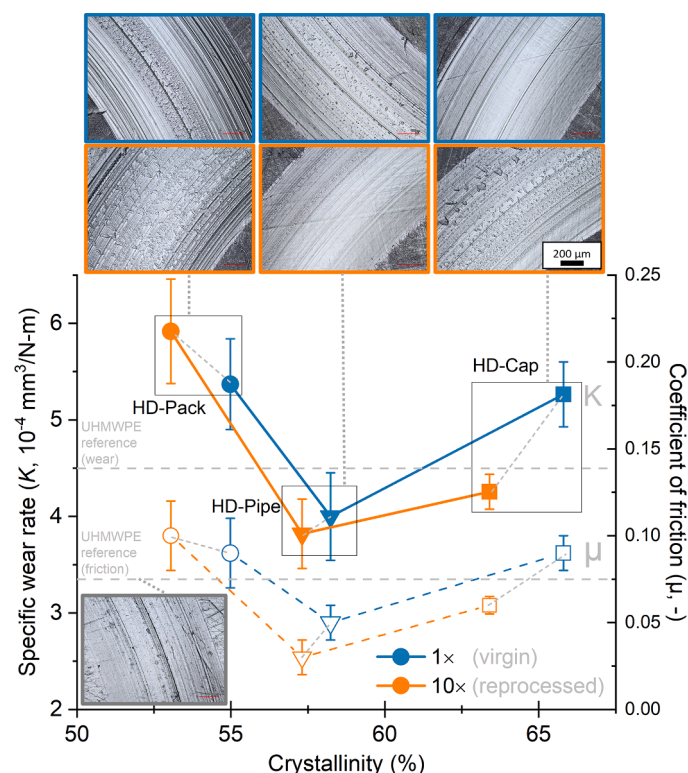 200 µm
6
5
4
3
2
0.25
0.20
0.15
0.10
0.05
0.00
50
55
60
65
Specific wear rate (K, 10⁻⁴ mm³/N-m)
Coefficient of friction (µ, -)
Crystallinity (%)
HD-Pack
HD-Pipe
HD-Cap
K
µ
UHMWPE
reference
(wear)
UHMWPE
reference
(friction)
1× (virgin)
10× (reprocessed)